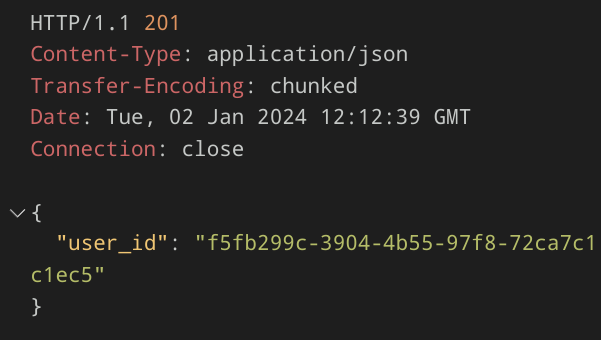 HTTP/1.1 201
Content-Type: application/json
Transfer-Encoding: chunked
Date: Tue, 02 Jan 2024 12:12:39 GMT
Connection: close
{
"user_id": "f5fb299c-3904-4b55-97f8-72ca7c1
c1ec5"
}